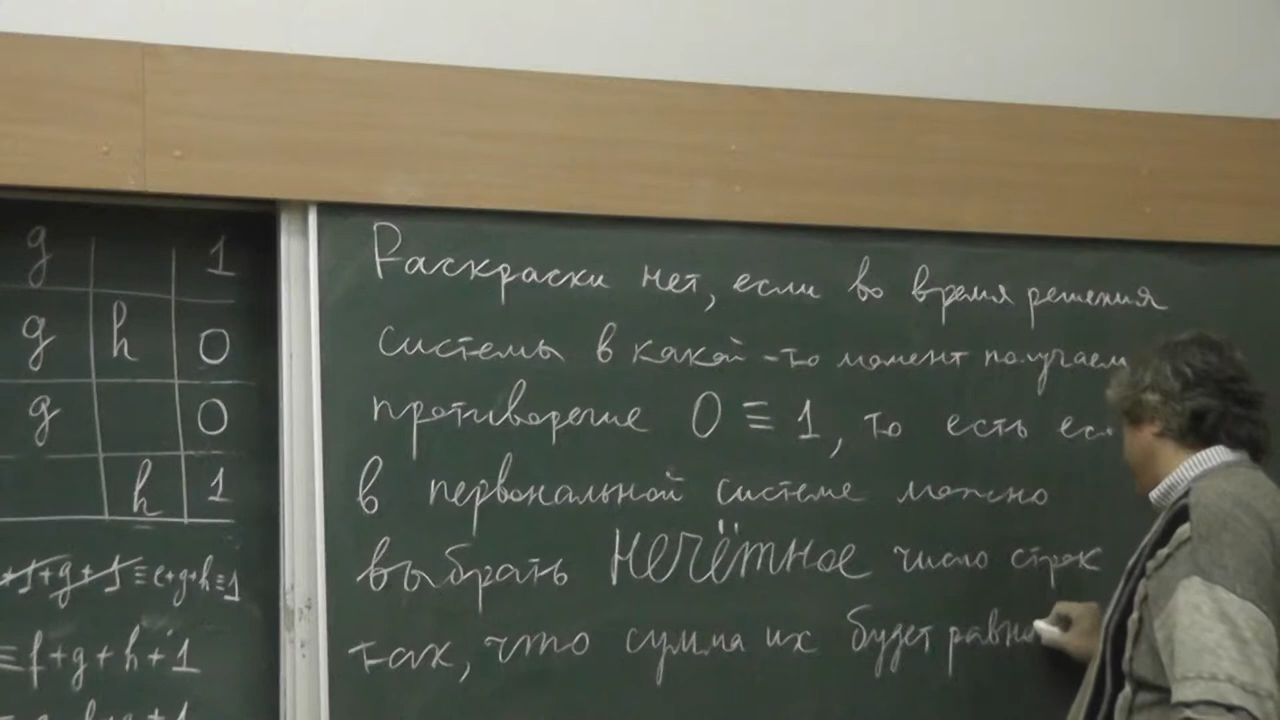 g 1
g h 0
g 0
h 1
+g+ ≡e+g+h≡1
≡f+g+h+1
Раскраски нет, если во время решения
системы в какой-то момент получаем
противоречие 0 ≡ 1, то есть ес
в первоначальной системе можно
выбрать НЕЧЁТНОЕ число строк
так, что сумма их будет равна